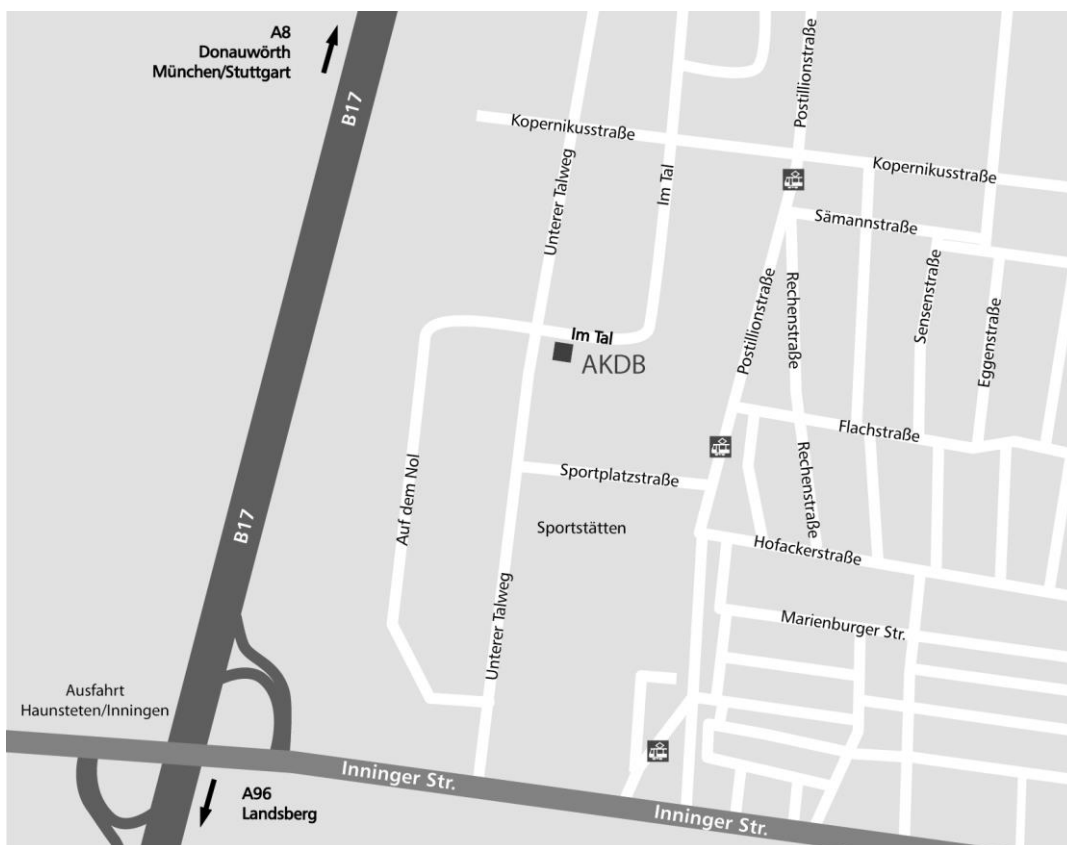 A8
Donauwörth
München/Stuttgart
B17
Postillionstraße
Kopernikusstraße
Kopernikusstraße
Unterer Talweg
Im Tal
Sämannstraße
Postillionstraße
Rechenstraße
Sensenstraße
Eggenstraße
Im Tal
AKDB
Flachstraße
Auf dem Nol
Sportplatzstraße
Rechenstraße
B17
Sportstätten
Hofackerstraße
Unterer Talweg
Marienburger Str.
Ausfahrt
Haunsteten/Inningen
Inninger Str.
A96
Landsberg
Inninger Str.